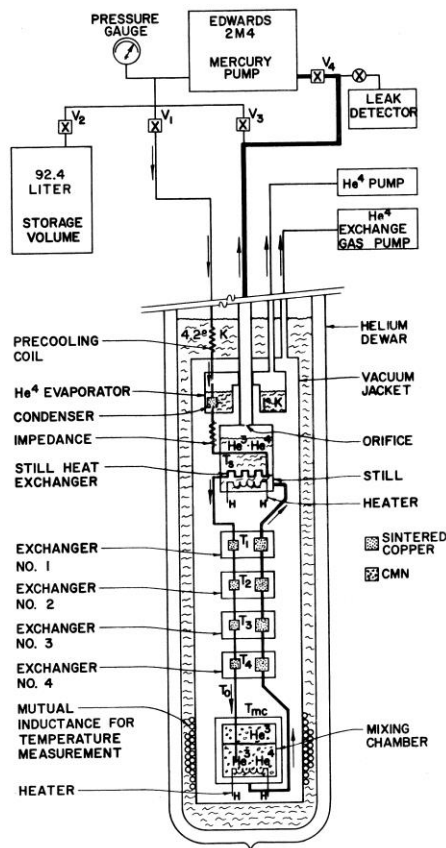 PRESSURE
GAUGE
EDWARDS
2M4
MERCURY
PUMP
V4
LEAK
DETECTOR
V2
V1
V3
92.4
LITER
STORAGE
VOLUME
He4 PUMP
He4
EXCHANGE
GAS PUMP
4.2° K
PRECOOLING
COIL
HELIUM
DEWAR
VACUUM
JACKET
He4 EVAPORATOR
CONDENSER
1° K
IMPEDANCE
He3-He4
ORIFICE
Ts
STILL HEAT
EXCHANGER
STILL
H H
HEATER
SINTERED
COPPER
CMN
EXCHANGER
NO. 1
T1
EXCHANGER
NO. 2
T2
EXCHANGER
NO. 3
T3
EXCHANGER
NO. 4
T4
To
Tmc
MUTUAL
INDUCTANCE FOR
TEMPERATURE
MEASUREMENT
He3
He3 He4
MIXING
CHAMBER
HEATER
H H